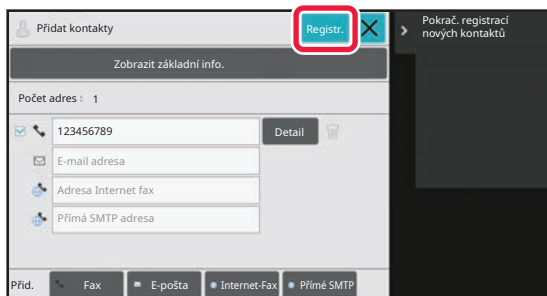 Přidat kontakty
Registr.
Pokrač. registrací
nových kontaktů
Zobrazit základní info.
Počet adres : 1
123456789
Detail
E-mail adresa
Adresa Internet fax
Přímá SMTP adresa
Přid.
Fax
E-pošta
Internet-Fax
Přímé SMTP